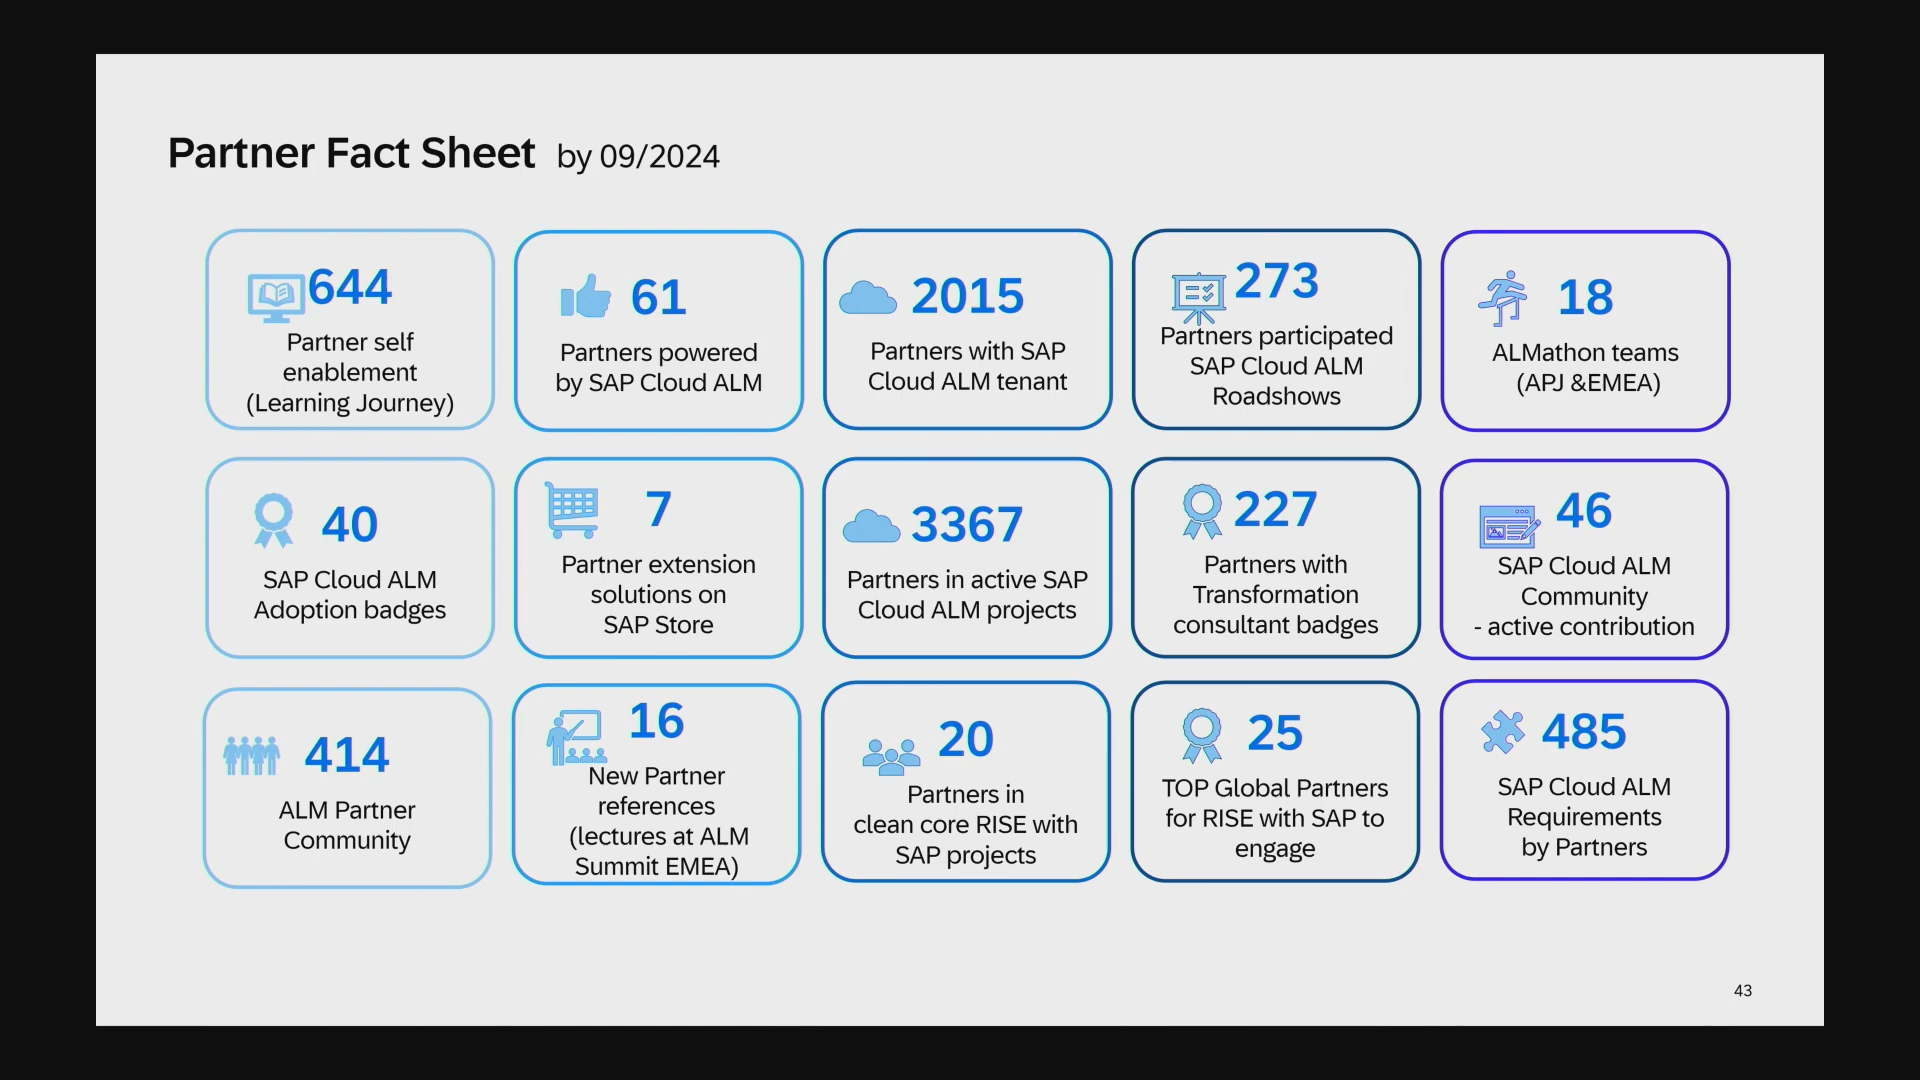 Partner Fact Sheet by 09/2024
644
Partner self
enablement
(Learning Journey)
61
Partners powered
by SAP Cloud ALM
2015
Partners with SAP
Cloud ALM tenant
273
Partners participated
SAP Cloud ALM
Roadshows
18
ALMathon teams
(APJ &EMEA)
40
SAP Cloud ALM
Adoption badges
7
Partner extension
solutions on
SAP Store
3367
Partners in active SAP
Cloud ALM projects
227
Partners with
Transformation
consultant badges
46
SAP Cloud ALM
Community
- active contribution
414
ALM Partner
Community
16
New Partner
references
(lectures at ALM
Summit EMEA)
20
Partners in
clean core RISE with
SAP projects
25
TOP Global Partners
for RISE with SAP to
engage
485
SAP Cloud ALM
Requirements
by Partners
43